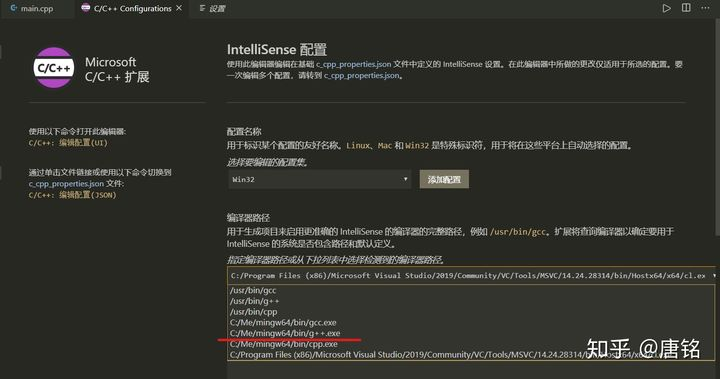 main.cpp
C/C++ Configurations
设置
C/C++
Microsoft
C/C++ 扩展
使用以下命令打开此编辑器:
C/C++: 编辑配置(UI)
通过单击文件链接或使用以下命令切换到
c_cpp_properties.json 文件:
C/C++: 编辑配置(JSON)
IntelliSense 配置
使用此编辑器编辑在基础 c_cpp_properties.json 文件中定义的 IntelliSense 设置。在此编辑器中所做的更改仅适用于所选的配置。要
一次编辑多个配置，请转到 c_cpp_properties.json。
配置名称
用于标识某个配置的友好名称。Linux、Mac 和 Win32 是特殊标识符，用于将在这些平台上自动选择的配置。
选择要编辑的配置集。
Win32
添加配置
编译器路径
用于生成项目来启用更准确的 IntelliSense 的编译器的完整路径，例如 /usr/bin/gcc。扩展将查询编译器以确定要用于
IntelliSense 的系统是否包含路径和默认定义。
指定编译器路径或从下拉列表中选择检测到的编译器路径。
C:/Program Files (x86)/Microsoft Visual Studio/2019/Community/VC/Tools/MSVC/14.24.28314/bin/Hostx64/x64/cl.ex
/usr/bin/gcc
/usr/bin/g++
/usr/bin/cpp
C:/Me/mingw64/bin/gcc.exe
C:/Me/mingw64/bin/g++.exe
C:/Me/mingw64/bin/cpp.exe
C:/Program Files (x86)/Microsoft Visual Studio/2019/Community/VC/Tools/MSVC/14.24.28314/bin/Hostx64/x64/cl.exe
知乎 @唐铭